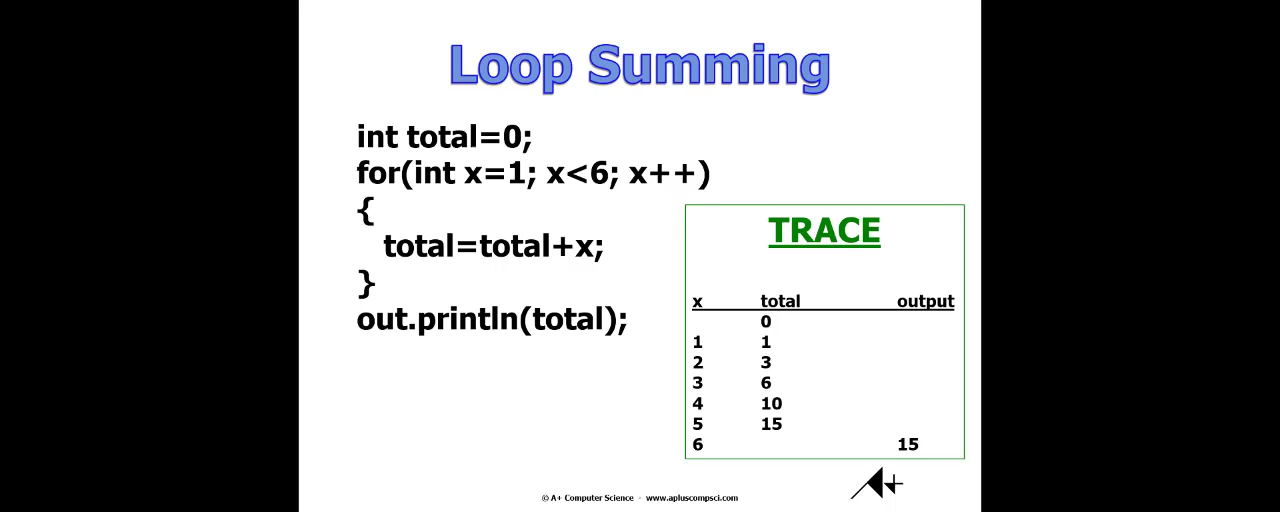 Loop Summing
int total=0;
for(int x=1; x<6; x++)
{
total=total+x;
}
out.println(total);
TRACE
x total output
0
1 1
2 3
3 6
4 10
5 15
6 15
A+
© A+ Computer Science - www.apluscompsci.com